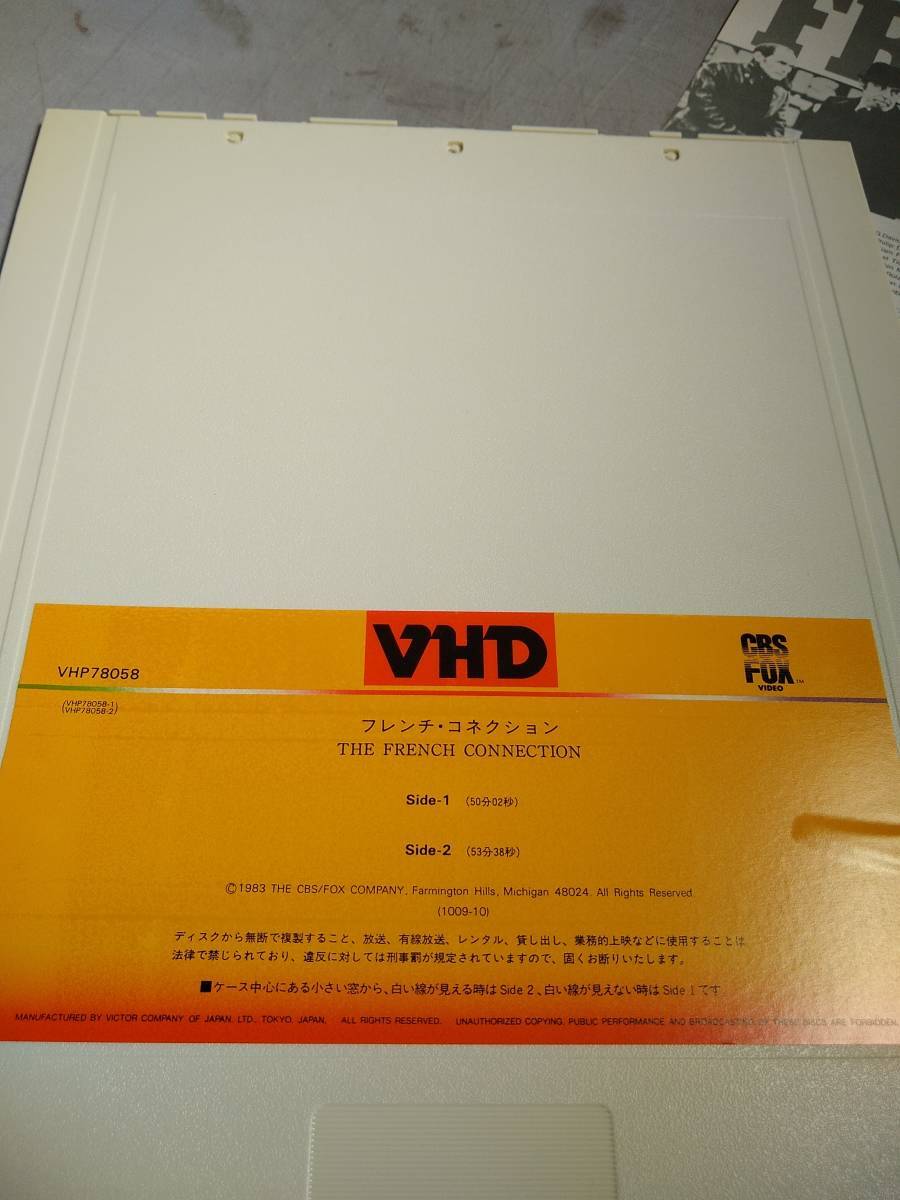 FR
VHD
CBS
FOX
VIDEO
TM
VHP78058
(VHP78058-1)
(VHP78058-2)
フレンチ・コネクション
THE FRENCH CONNECTION
Side-1 (50分02秒)
Side-2 (53分38秒)
©1983 THE CBS/FOX COMPANY, Farmington Hills, Michigan 48024. All Rights Reserved.
(1009-10)
ディスクから無断で複製すること、放送、有線放送、レンタル、貸し出し、業務的上映などに使用することは
法律で禁じられており、違反に対しては刑事罰が規定されていますので、固くお断りいたします。
■ケース中心にある小さい窓から、白い線が見える時はSide 2、白い線が見えない時はSide 1です
MANUFACTURED BY VICTOR COMPANY OF JAPAN, LTD., TOKYO, JAPAN. ALL RIGHTS RESERVED. UNAUTHORIZED COPYING, PUBLIC PERFORMANCE AND BROADCASTING OF THESE DISCS ARE FORBIDDEN.